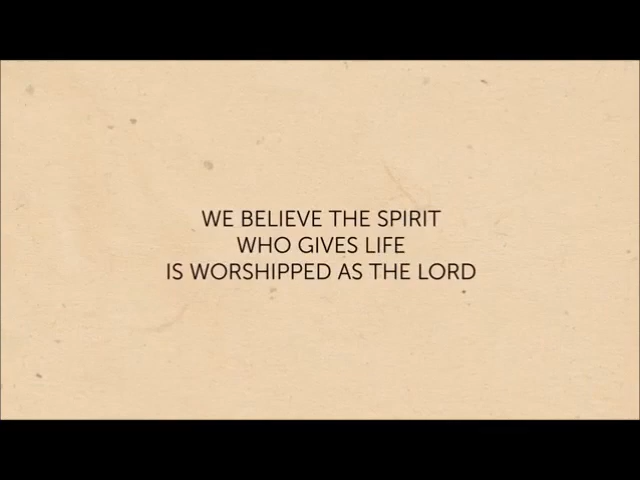 WE BELIEVE THE SPIRIT
WHO GIVES LIFE
IS WORSHIPPED AS THE LORD